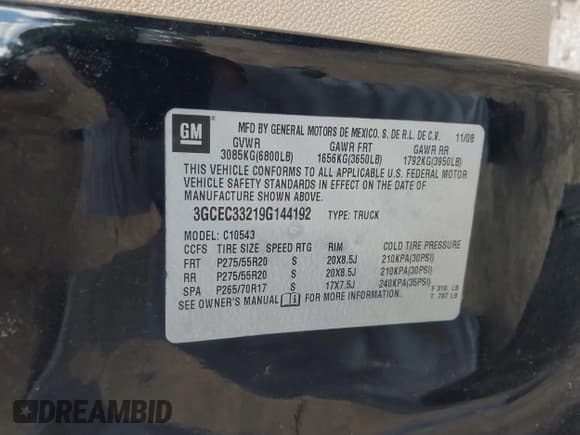 GM
MFD BY GENERAL MOTORS DE MEXICO, S. DE R.L. DE C.V. 11/08
GVWR GAWR FRT GAWR RR
3085KG(6800LB) 1656KG(3650LB) 1792KG(3950LB)
THIS VEHICLE CONFORMS TO ALL APPLICABLE U.S. FEDERAL MOTOR
VEHICLE SAFETY STANDARDS IN EFFECT ON THE DATE OF
MANUFACTURE SHOWN ABOVE.
3GCEC33219G144192 TYPE: TRUCK
MODEL: C10543
CCFS TIRE SIZE SPEED RTG RIM COLD TIRE PRESSURE
FRT P275/55R20 S 20X8.5J 210KPA(30PSI)
RR P275/55R20 S 20X8.5J 210KPA(30PSI)
SPA P265/70R17 S 17X7.5J 240KPA(35PSI)
SEE OWNER'S MANUAL FOR MORE INFORMATION.
F 318 LB
T 707 LB
DREAMBID